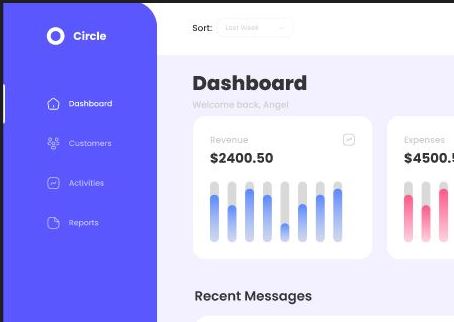 Circle
Dashboard
Customers
Activities
Reports
Sort: Last Week
Dashboard
Welcome back, Angel
Revenue
$2400.50
Expenses
$4500.5
Recent Messages